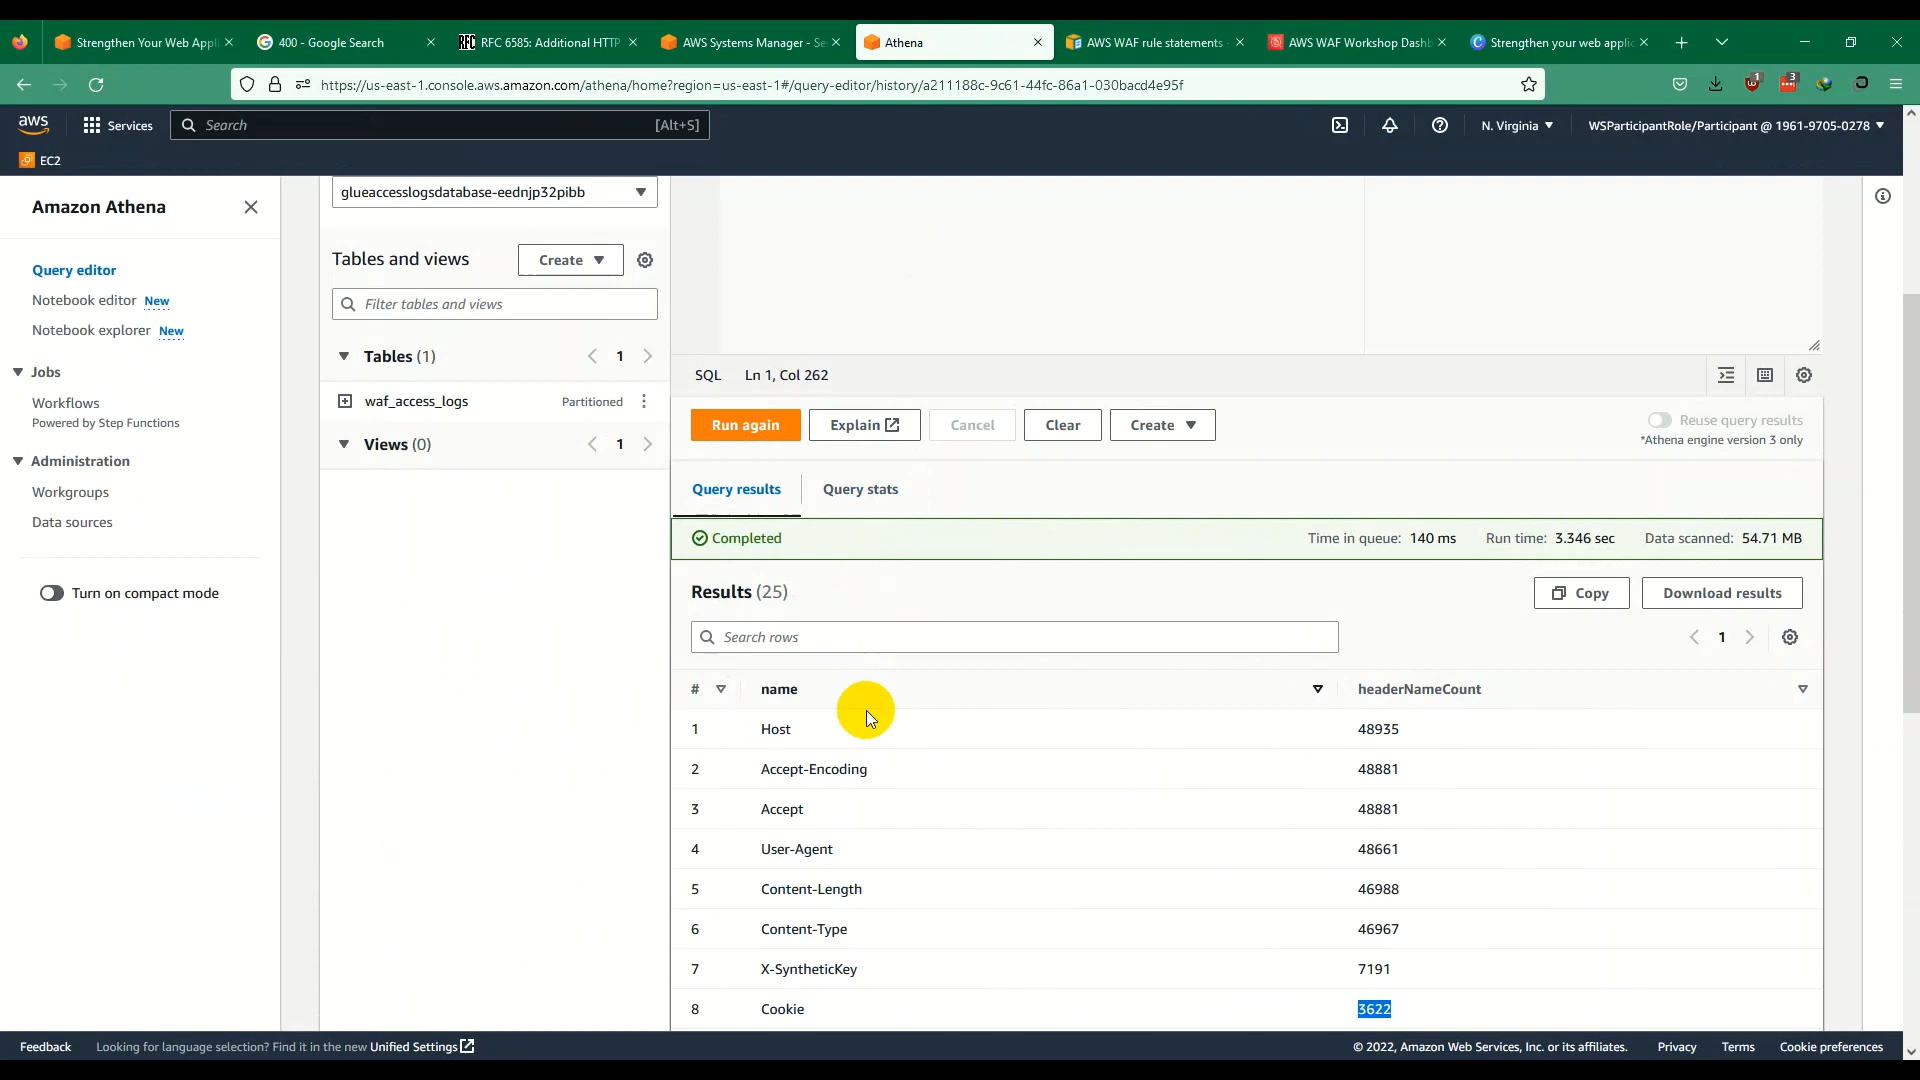 Strengthen Your Web Appl
400 - Google Search
RFC RFC 6585: Additional HTTP
AWS Systems Manager - Se
Athena
AWS WAF rule statements
AWS WAF Workshop Dashb
Strengthen your web applic
https://us-east-1.console.aws.amazon.com/athena/home?region=us-east-1#/query-editor/history/a211188c-9c61-44fc-86a1-030bacd4e95f
1
3
aws
Services
Search
[Alt+S]
N. Virginia
WSParticipantRole/Participant @ 1961-9705-0278
EC2
Amazon Athena
Query editor
Notebook editor New
Notebook explorer New
Jobs
Workflows
Powered by Step Functions
Administration
Workgroups
Data sources
Turn on compact mode
glueaccesslogsdatabase-eednjp32pibb
Tables and views
Create
Filter tables and views
Tables (1)
1
waf_access_logs
Partitioned
Views (0)
1
SQL
Ln 1, Col 262
Run again
Explain
Cancel
Clear
Create
Reuse query results
*Athena engine version 3 only
Query results
Query stats
Completed
Time in queue: 140 ms
Run time: 3.346 sec
Data scanned: 54.71 MB
Results (25)
Copy
Download results
Search rows
1
# name headerNameCount
1 Host 48935
2 Accept-Encoding 48881
3 Accept 48881
4 User-Agent 48661
5 Content-Length 46988
6 Content-Type 46967
7 X-SyntheticKey 7191
8 Cookie 3622
Feedback
Looking for language selection? Find it in the new Unified Settings
© 2022, Amazon Web Services, Inc. or its affiliates.
Privacy
Terms
Cookie preferences